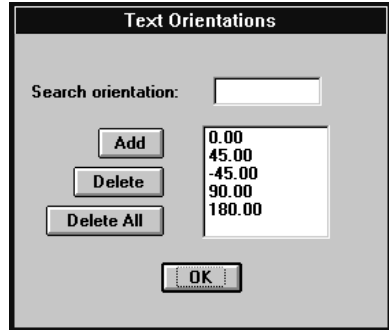 Text Orientations
Search orientation:
Add
Delete
Delete All
0.00
45.00
-45.00
90.00
180.00
OK